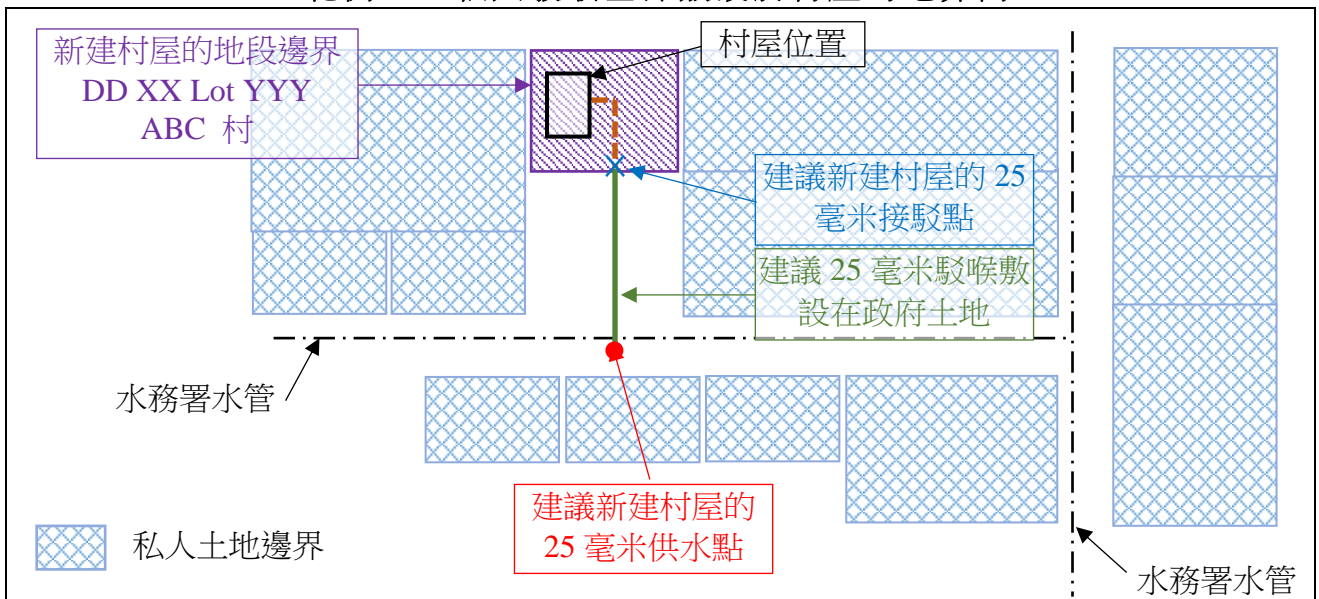 新建村屋的地段邊界
DD XX Lot YYY
ABC 村
村屋位置
建議新建村屋的 25
毫米接駁點
建議 25 毫米駁喉敷
設在政府土地
水務署水管
建議新建村屋的
25 毫米供水點
私人土地邊界
水務署水管